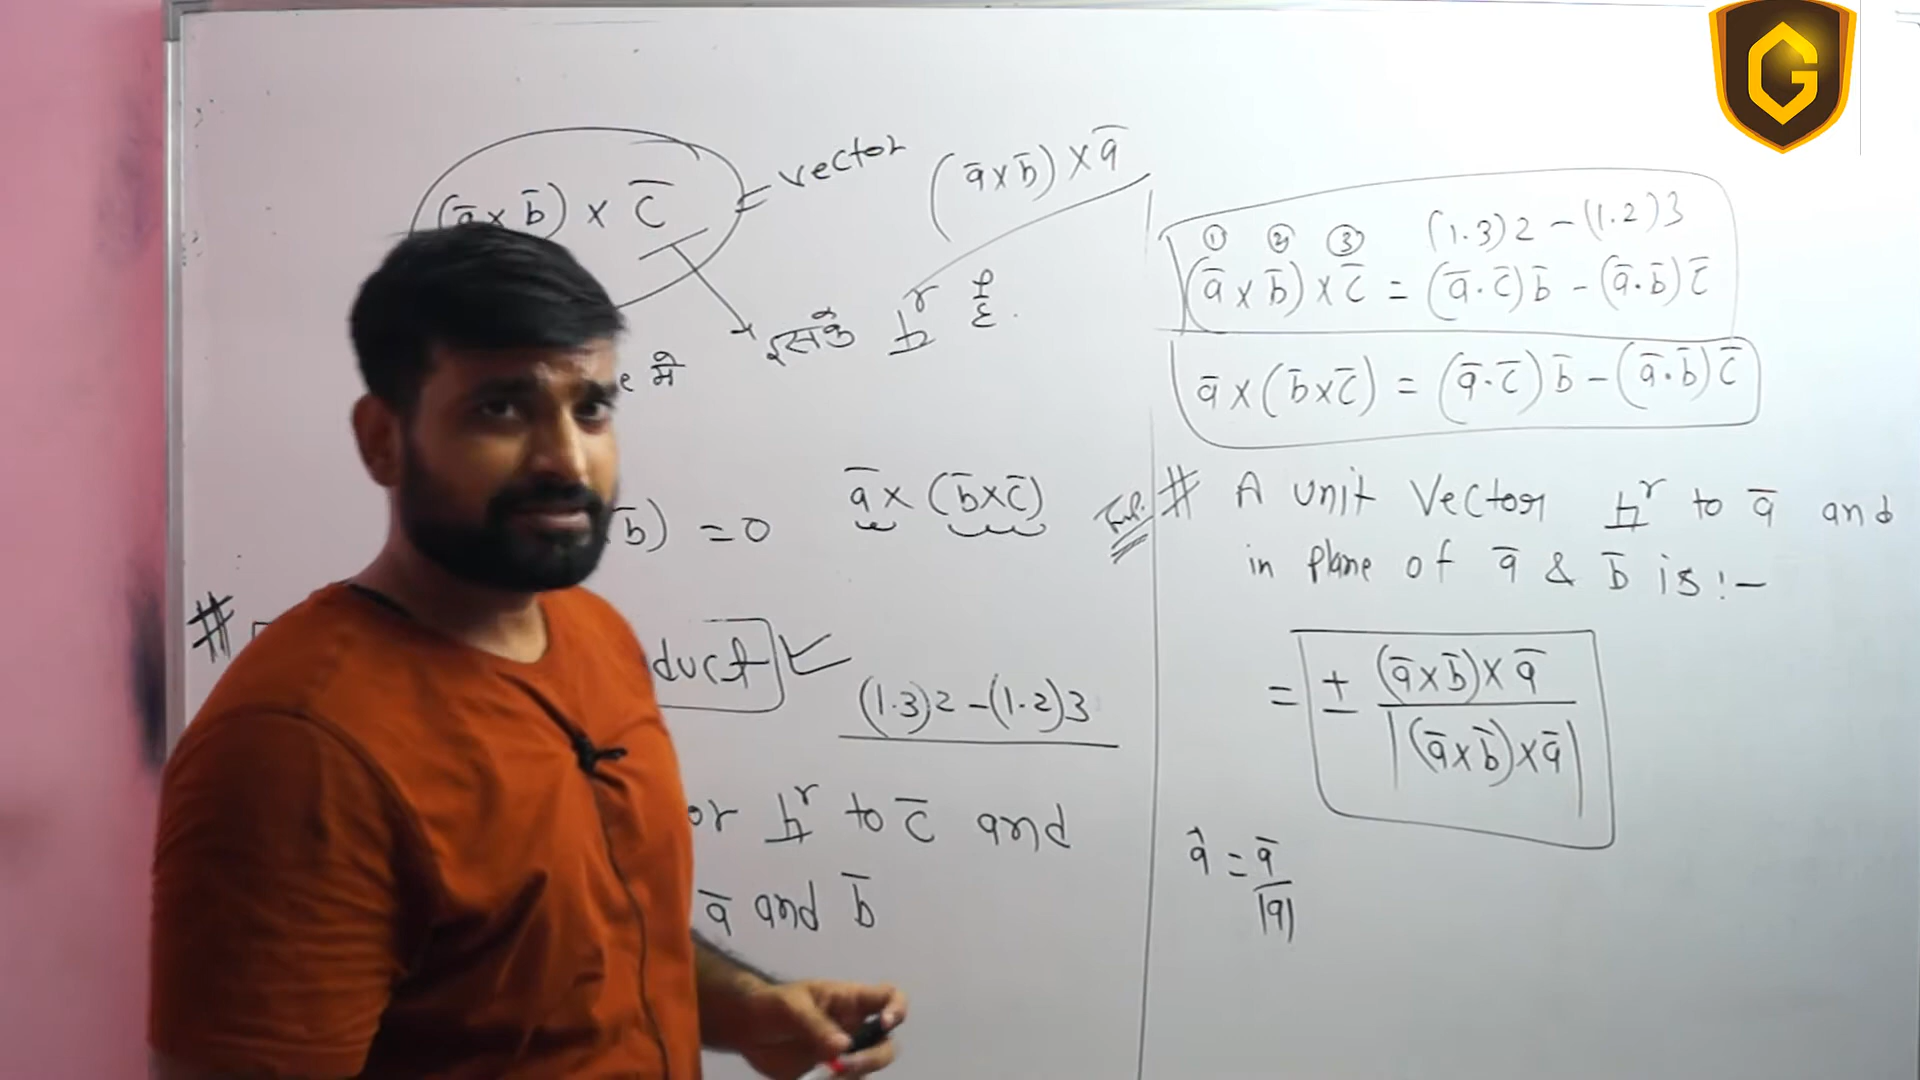 (a̅ x b̅) x c̅ = vector
(a̅ x b̅) x a̅
इसके ⊥r है.
में
b̅) = 0
a̅ x (b̅ x c̅)
#
duct
(1.3)2 - (1.2)3
or ⊥r to c̅ and
a̅ and b̅
① ② ③ (1.3)2 - (1.2)3
(a̅ x b̅) x c̅ = (a̅.c̅) b̅ - (a̅.b̅) c̅
a̅ x (b̅ x c̅) = (a̅.c̅) b̅ - (a̅.b̅) c̅
# A unit Vector ⊥r to a̅ and
in plane of a̅ & b̅ is :-
= ± (a̅ x b̅) x a̅
|(a̅ x b̅) x a̅|
â = a̅
|a̅|
G